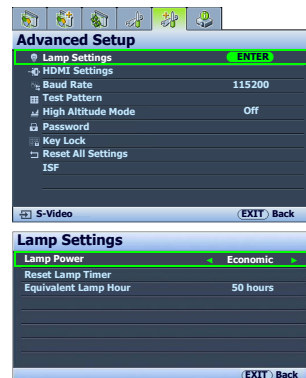 Advanced Setup
Lamp Settings ENTER
HDMI Settings
Baud Rate 115200
Test Pattern
High Altitude Mode Off
Password
Key Lock
Reset All Settings
ISF
S-Video EXIT Back
Lamp Settings
Lamp Power Economic
Reset Lamp Timer
Equivalent Lamp Hour 50 hours
EXIT Back